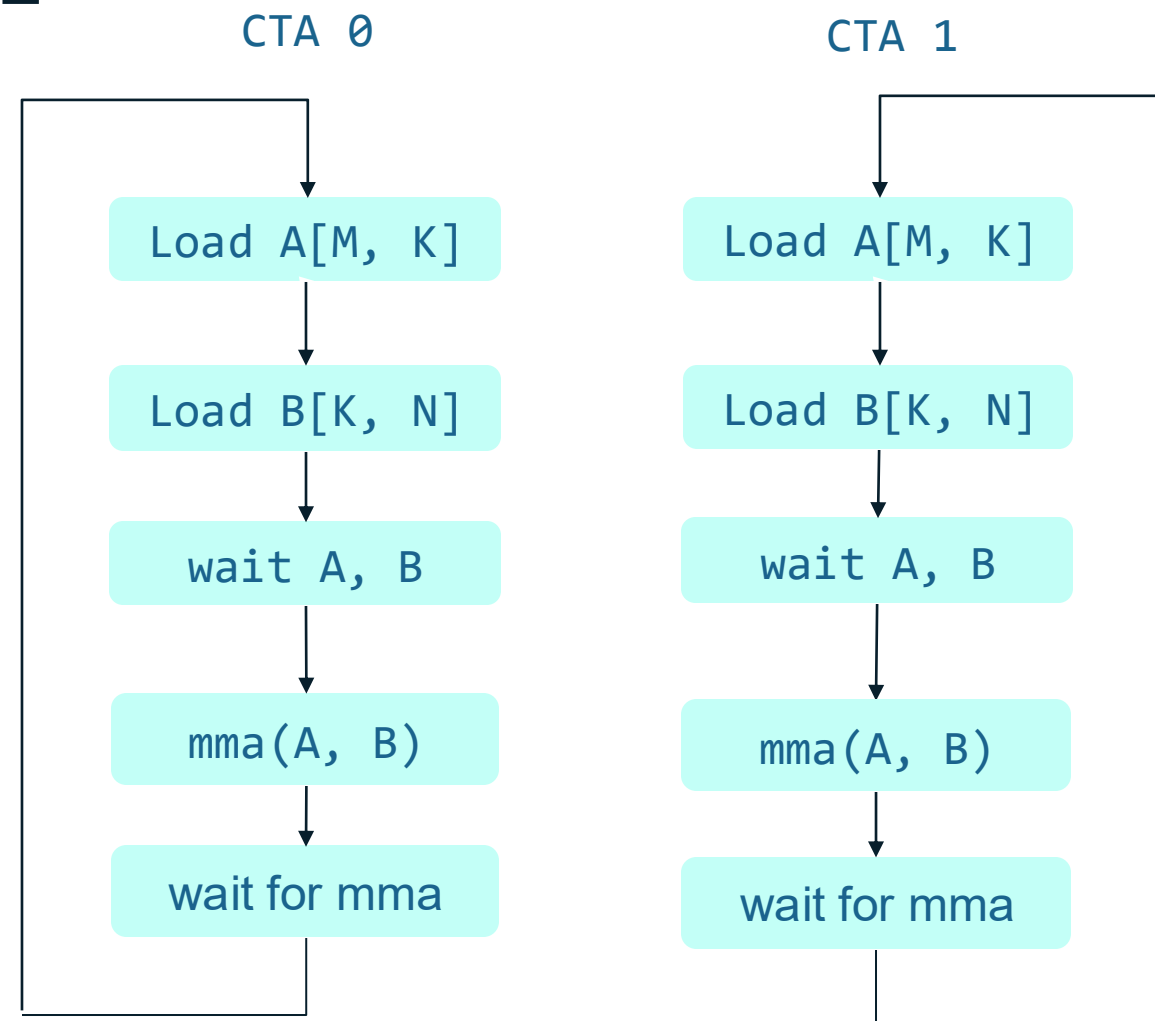 CTA 0
Load A[M, K]
Load B[K, N]
wait A, B
mma(A, B)
wait for mma
CTA 1
Load A[M, K]
Load B[K, N]
wait A, B
mma(A, B)
wait for mma